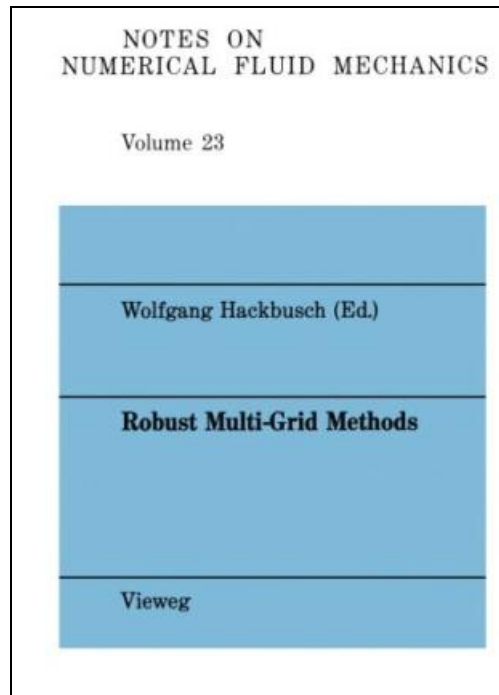 NOTES ON
NUMERICAL FLUID MECHANICS
Volume 23
Wolfgang Hackbusch (Ed.)
Robust Multi-Grid Methods
Vieweg